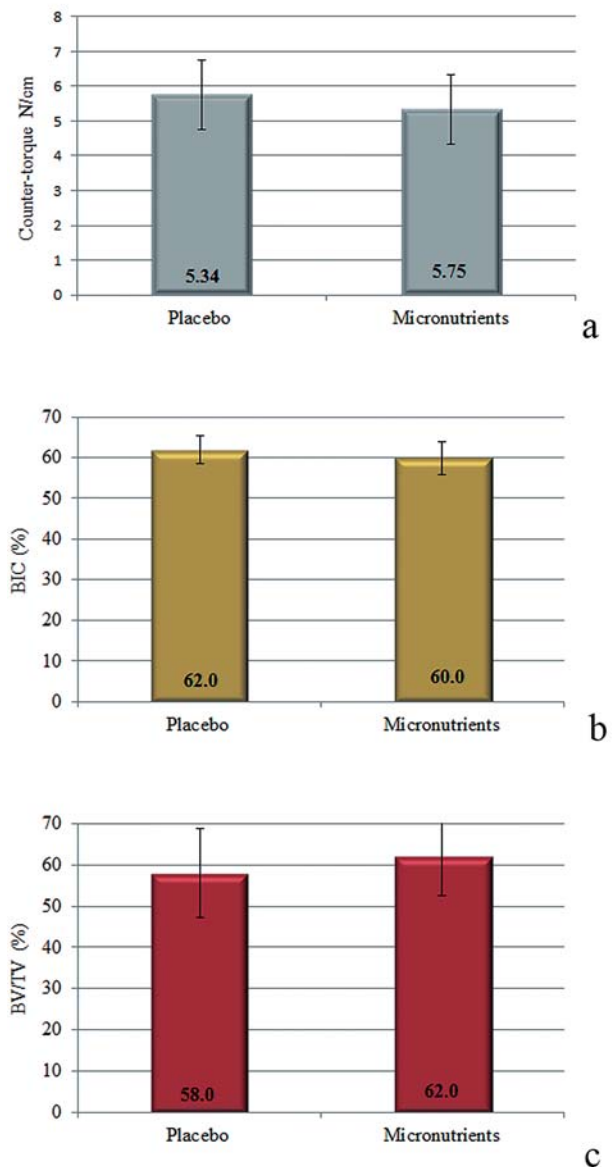 8
7
6
5
4
3
2
1
0
Counter-torque N/cm
5.34
5.75
Placebo
Micronutrients
a
70
60
50
40
30
20
10
0
BIC (%)
62.0
60.0
Placebo
Micronutrients
b
70
60
50
40
30
20
10
0
BV/TV (%)
58.0
62.0
Placebo
Micronutrients
c